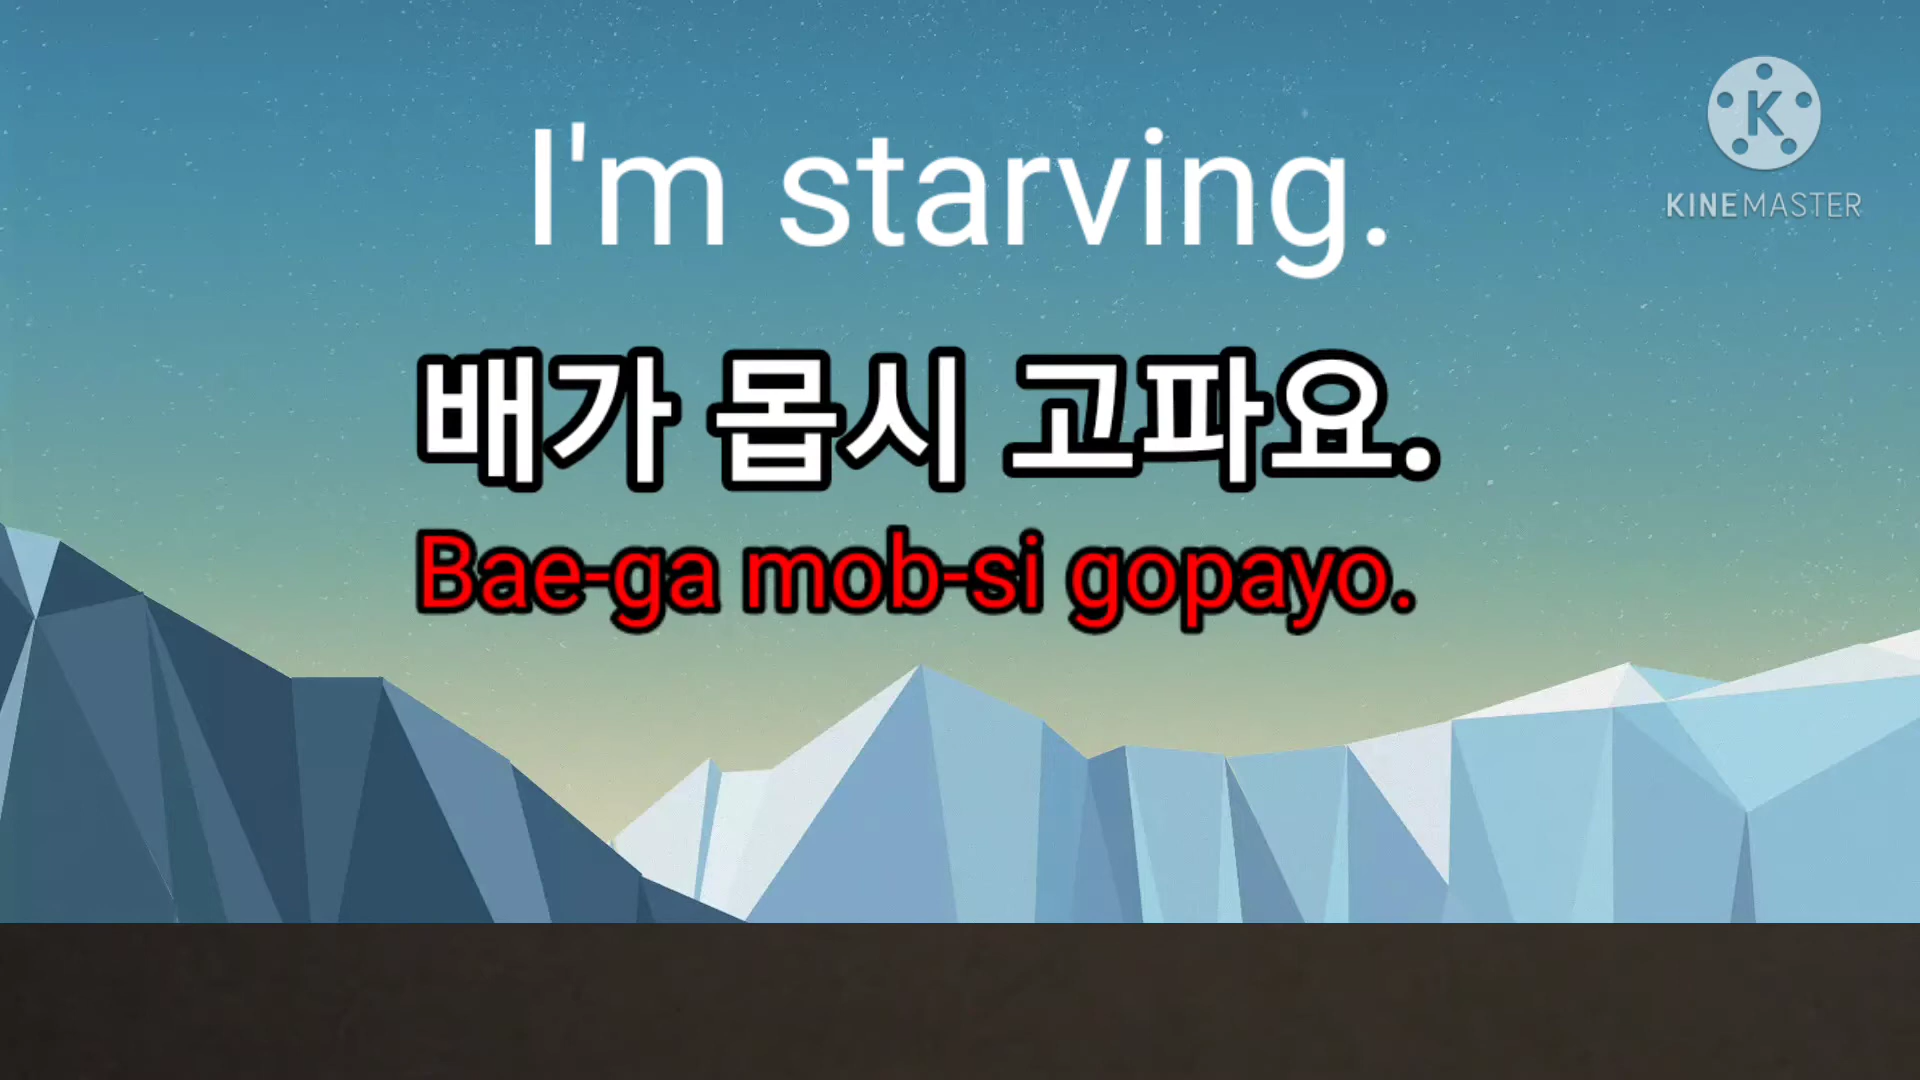 I'm starving.
배가 몹시 고파요.
Bae-ga mob-si gopayo.
K
KINEMASTER